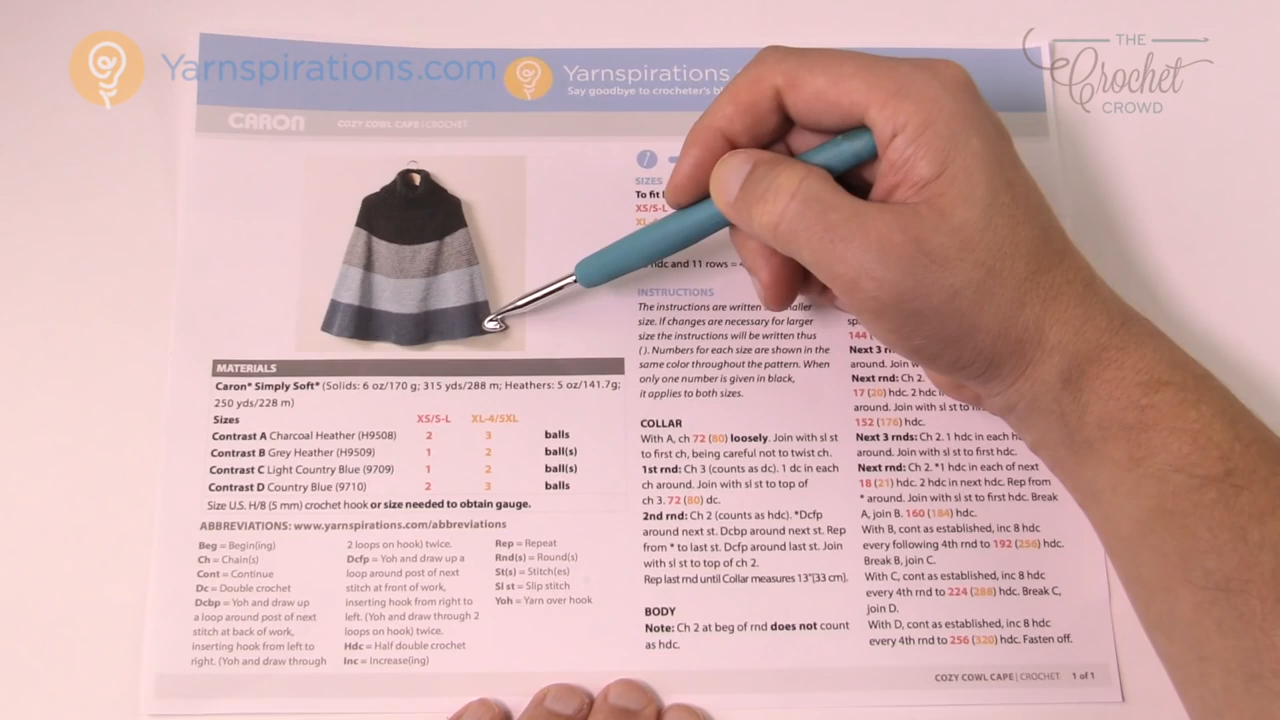 Yarnspirations.com
Yarnspirations
Say goodbye to crocheter's
THE
Crochet
CROWD
CARON
COZY COWL CAPE | CROCHET
MATERIALS
Caron® Simply Soft® (Solids: 6 oz/170 g; 315 yds/288 m; Heathers: 5 oz/141.7g;
250 yds/228 m)
Sizes XS/S-L XL-4/5XL
Contrast A Charcoal Heather (H9508) 2 3 balls
Contrast B Grey Heather (H9509) 1 2 ball(s)
Contrast C Light Country Blue (9709) 1 2 ball(s)
Contrast D Country Blue (9710) 2 3 balls
Size U.S. H/8 (5 mm) crochet hook or size needed to obtain gauge.
ABBREVIATIONS: www.yarnspirations.com/abbreviations
Beg = Begin(ing)
Ch = Chain(s)
Cont = Continue
Dc = Double crochet
Dcbp = Yoh and draw up
a loop around post of next
stitch at back of work,
inserting hook from left to
right. (Yoh and draw through
2 loops on hook) twice.
Dcfp = Yoh and draw up a
loop around post of next
stitch at front of work,
inserting hook from right to
left. (Yoh and draw through 2
loops on hook) twice.
Hdc = Half double crochet
Inc = Increase(ing)
Rep = Repeat
Rnd(s) = Round(s)
St(s) = Stitch(es)
Sl st = Slip stitch
Yoh = Yarn over hook
SIZES
To fit
XS/S-L
hdc and 11 rows =
INSTRUCTIONS
The instructions are written smaller
size. If changes are necessary for larger
size the instructions will be written thus
( ). Numbers for each size are shown in the
same color throughout the pattern. When
only one number is given in black,
it applies to both sizes.
COLLAR
With A, ch 72 (80) loosely. Join with sl st
to first ch, being careful not to twist ch.
1st rnd: Ch 3 (counts as dc). 1 dc in each
ch around. Join with sl st to top of
ch 3. 72 (80) dc.
2nd rnd: Ch 2 (counts as hdc). *Dcfp
around next st. Dcbp around next st. Rep
from * to last st. Dcfp around last st. Join
with sl st to top of ch 2.
Rep last rnd until Collar measures 13"[33 cm].
BODY
Note: Ch 2 at beg of rnd does not count
as hdc.
144
Next 3
around. Join with
Next rnd: Ch 2.
17 (20) hdc. 2 hdc
around. Join with sl st to
152 (176) hdc.
Next 3 rnds: Ch 2. 1 hdc in each
around. Join with sl st to first hdc.
Next rnd: Ch 2. *1 hdc in each of next
18 (21) hdc. 2 hdc in next hdc. Rep from
* around. Join with sl st to first hdc. Break
A, join B. 160 (184) hdc.
With B, cont as established, inc 8 hdc
every following 4th rnd to 192 (256) hdc.
Break B, join C.
With C, cont as established, inc 8 hdc
every 4th rnd to 224 (288) hdc. Break C,
join D.
With D, cont as established, inc 8 hdc
every 4th rnd to 256 (320) hdc. Fasten off.
COZY COWL CAPE | CROCHET 1 of 1